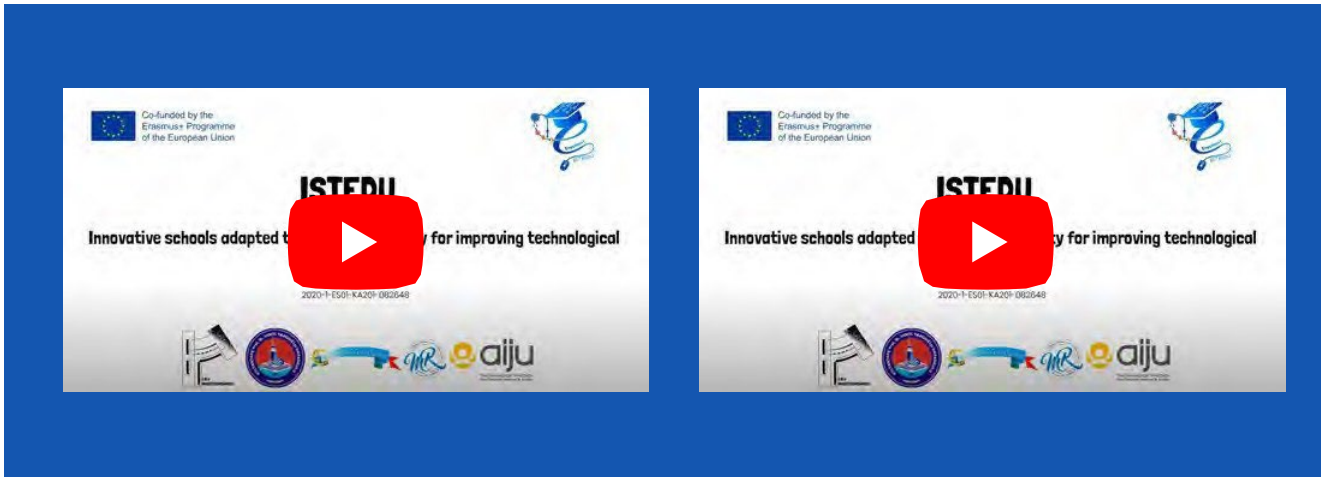 Co-funded by the
Erasmus+ Programme
of the European Union
ISTEDU
Innovative schools adapted for improving technological
2020-1-ES01-KA201-082648
MR
aiju
Co-funded by the
Erasmus+ Programme
of the European Union
ISTEDU
Innovative schools adapted for improving technological
2020-1-ES01-KA201-082648
MR
aiju